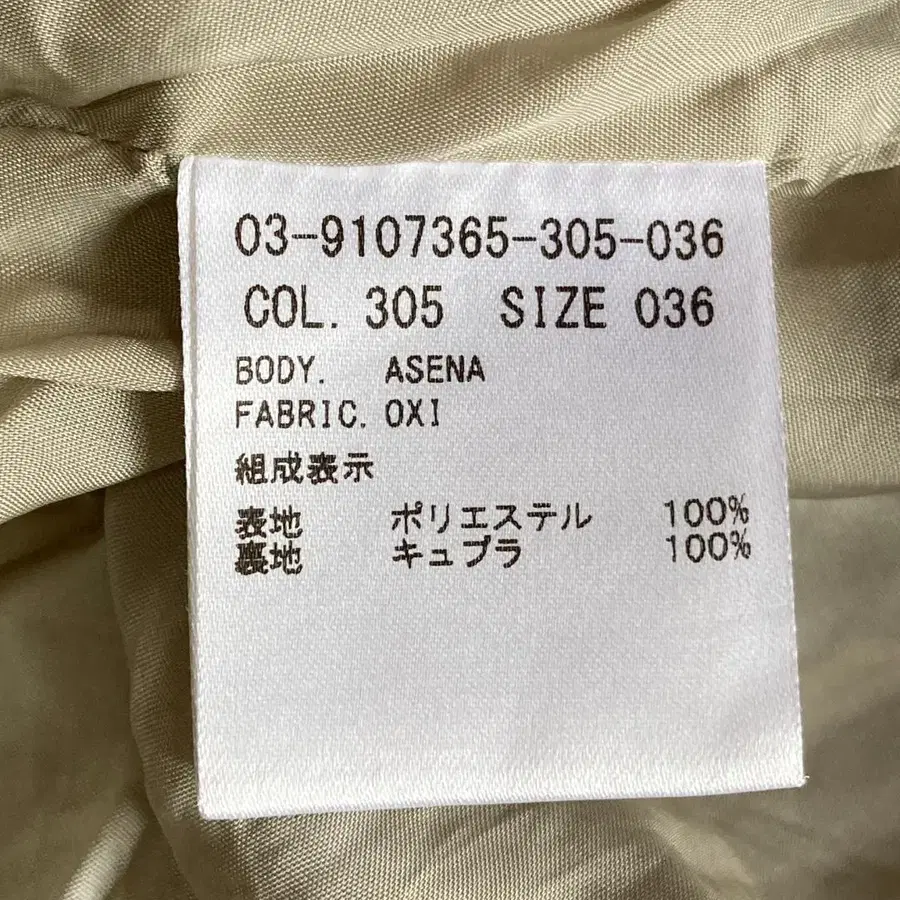 03-9107365-305-036
COL. 305 SIZE 036
BODY. ASENA
FABRIC. OXI
組成表示
表地 ポリエステル 100%
裏地 キュプラ 100%